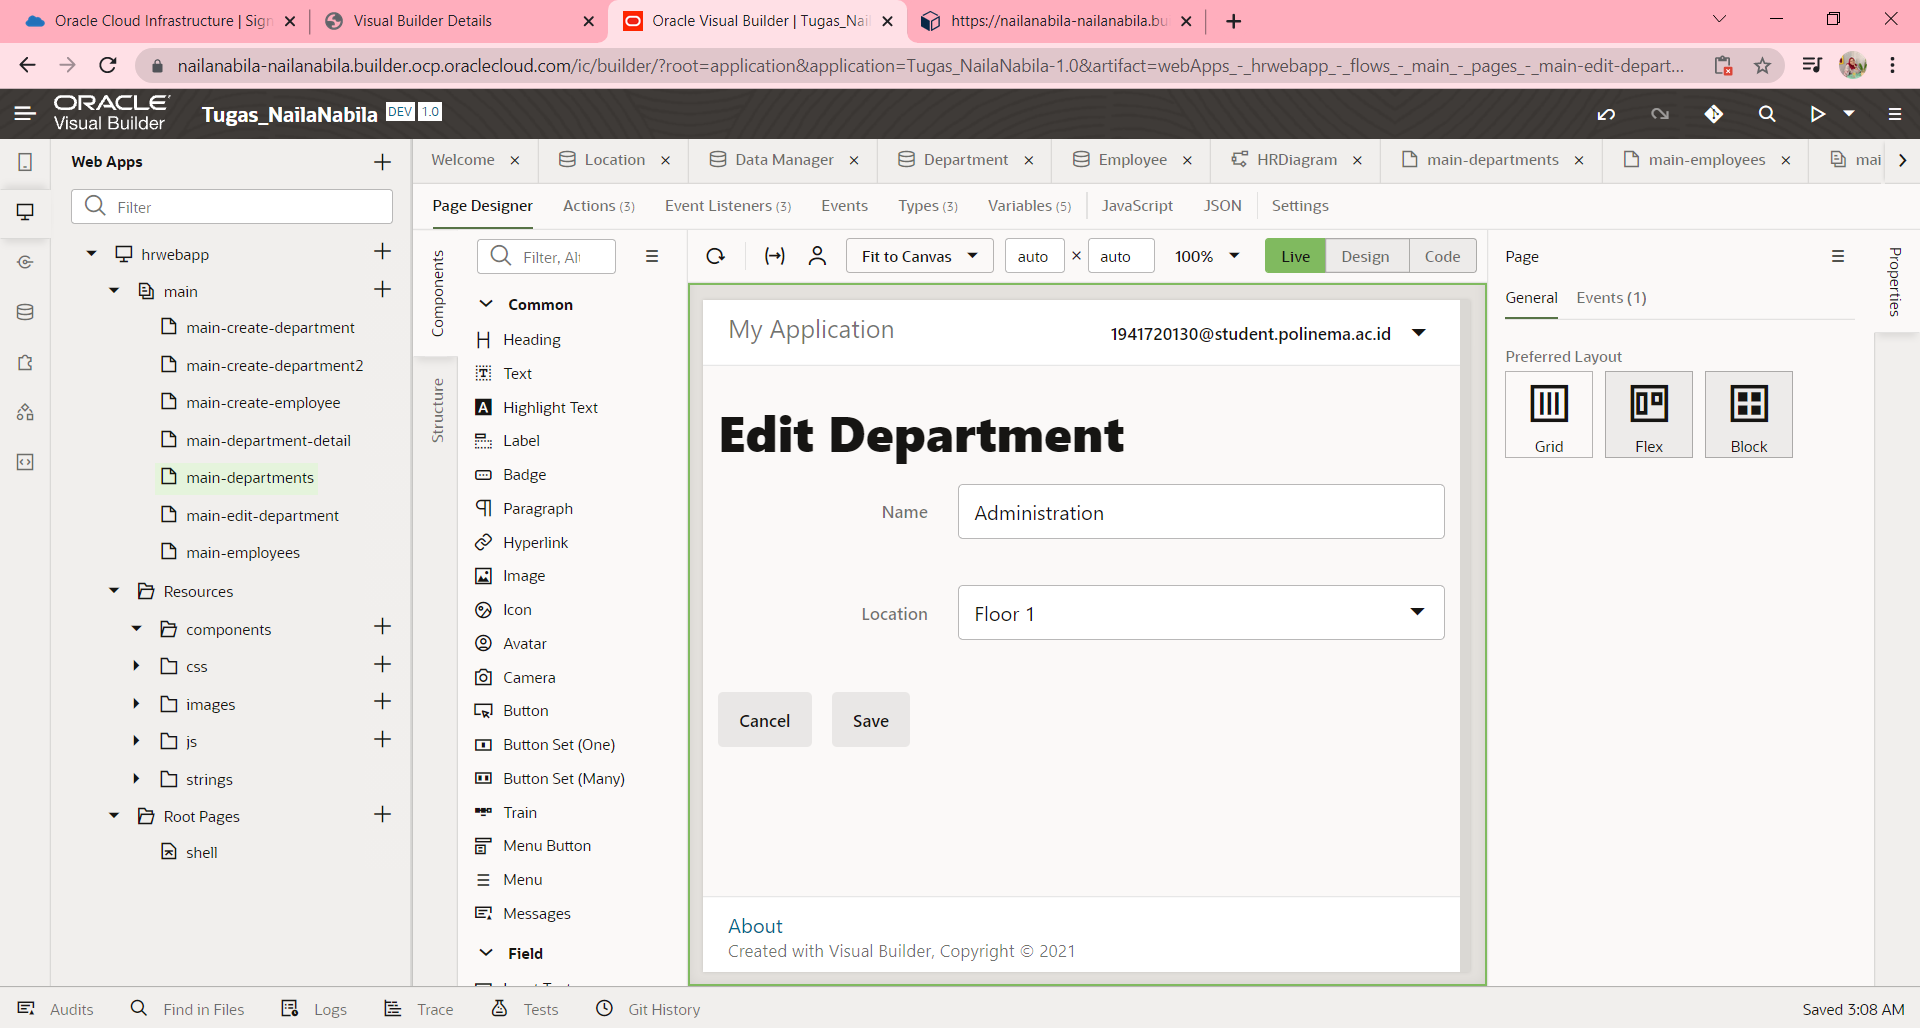 Oracle Cloud Infrastructure | Sign
Visual Builder Details
Oracle Visual Builder | Tugas_Nail
https://nailanabila-nailanabila.bu
nailanabila-nailanabila.builder.ocp.oraclecloud.com/ic/builder/?root=application&application=Tugas_NailaNabila-1.0&artifact=webApps_-_hrwebapp_-_flows_-_main_-_pages_-_main-edit-depart...
ORACLE
Visual Builder
Tugas_NailaNabila DEV 1.0
Web Apps
Filter
hrwebapp
main
main-create-department
main-create-department2
main-create-employee
main-department-detail
main-departments
main-edit-department
main-employees
Resources
components
css
images
js
strings
Root Pages
shell
Welcome
Location
Data Manager
Department
Employee
HRDiagram
main-departments
main-employees
mai
Page Designer
Actions (3)
Event Listeners (3)
Events
Types (3)
Variables (5)
JavaScript
JSON
Settings
Components
Structure
Filter, Alt
Common
Heading
Text
Highlight Text
Label
Badge
Paragraph
Hyperlink
Image
Icon
Avatar
Camera
Button
Button Set (One)
Button Set (Many)
Train
Menu Button
Menu
Messages
Field
Fit to Canvas
auto × auto
100%
Live
Design
Code
My Application
1941720130@student.polinema.ac.id
Edit Department
Name
Administration
Location
Floor 1
Cancel
Save
About
Created with Visual Builder, Copyright © 2021
Page
General
Events (1)
Preferred Layout
Grid
Flex
Block
Properties
Audits
Find in Files
Logs
Trace
Tests
Git History
Saved 3:08 AM